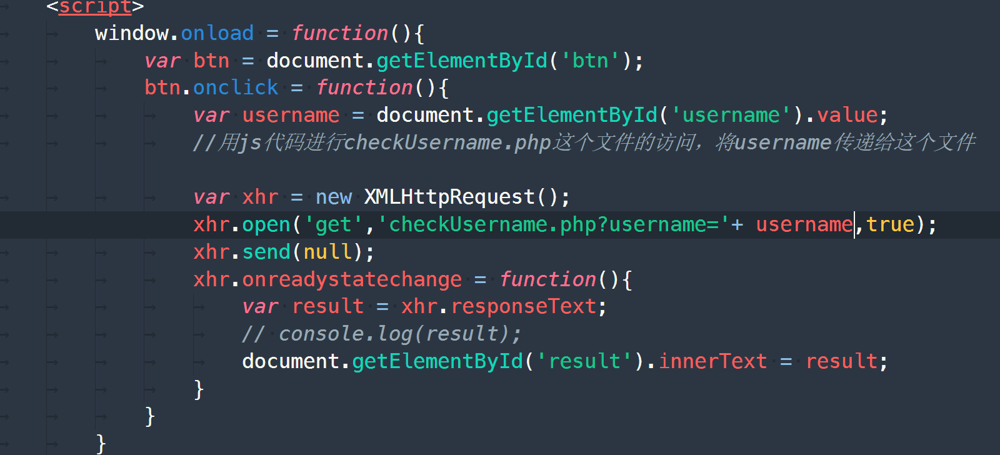 <script>
window.onload = function(){
var btn = document.getElementById('btn');
btn.onclick = function(){
var username = document.getElementById('username').value;
//用js代码进行checkUsername.php这个文件的访问，将username传递给这个文件
var xhr = new XMLHttpRequest();
xhr.open('get','checkUsername.php?username='+ username,true);
xhr.send(null);
xhr.onreadystatechange = function(){
var result = xhr.responseText;
// console.log(result);
document.getElementById('result').innerText = result;
}
}
}